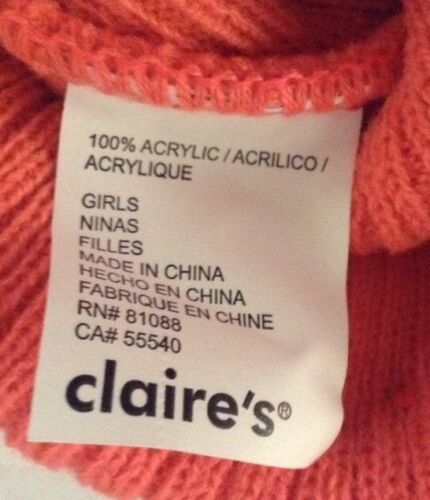 100% ACRYLIC / ACRILICO /
ACRYLIQUE
GIRLS
NINAS
FILLES
MADE IN CHINA
HECHO EN CHINA
FABRIQUE EN CHINE
RN# 81088
CA# 55540
claire's®